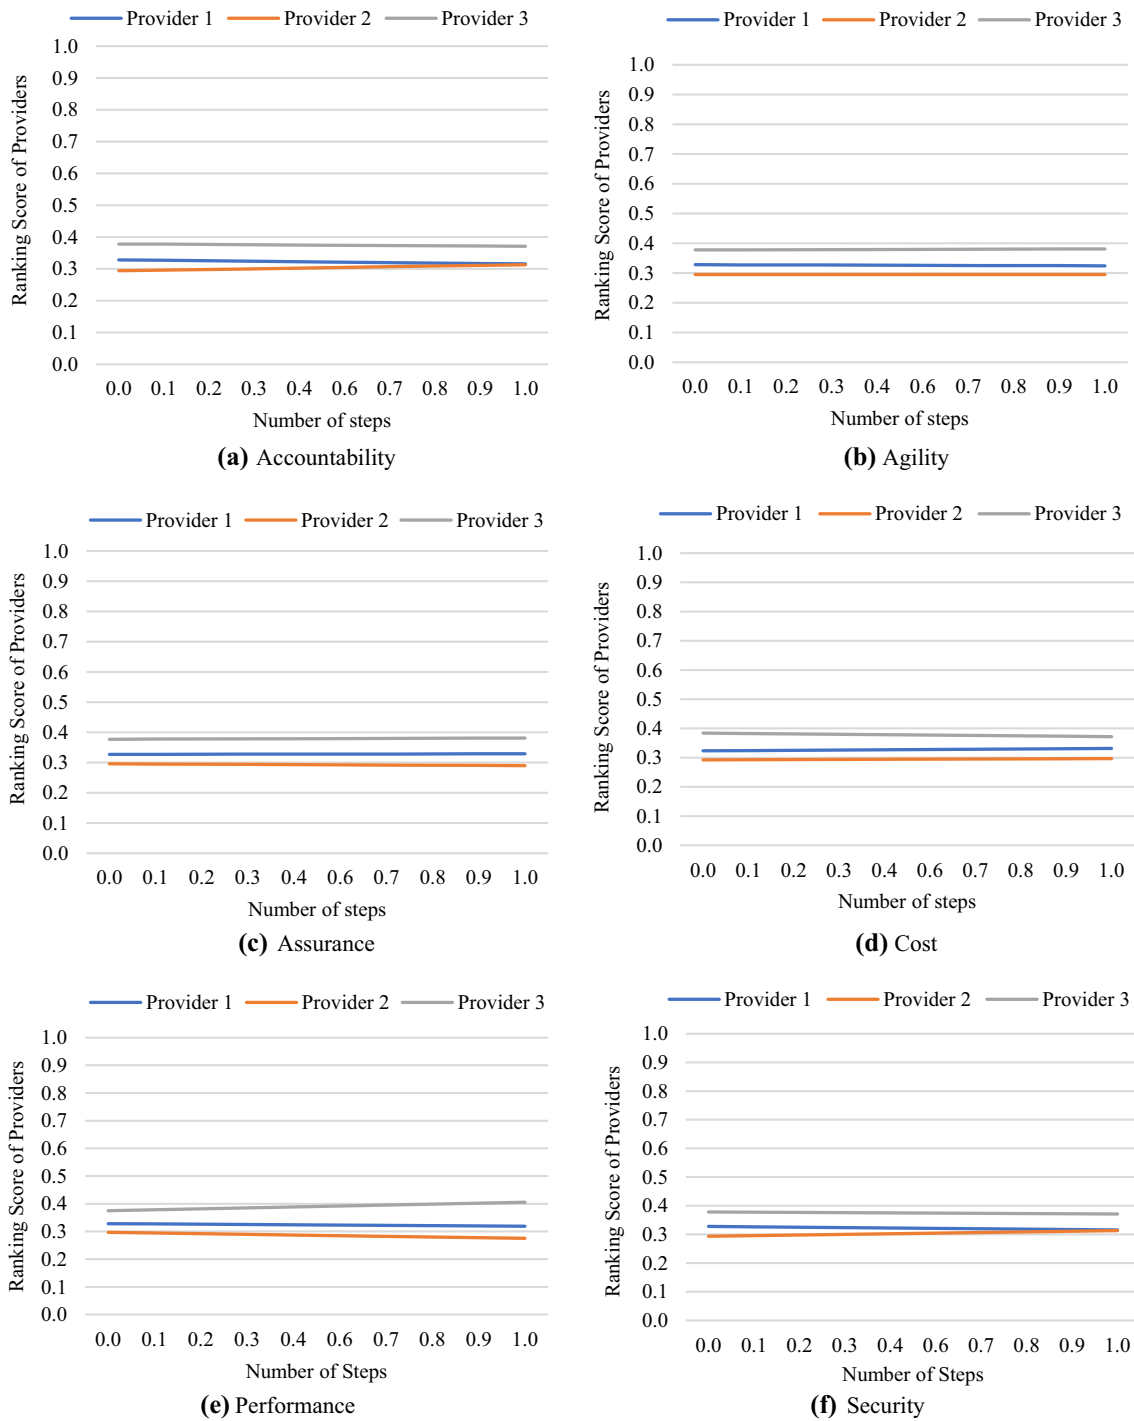 Provider 1 Provider 2 Provider 3
1.0
0.9
0.8
0.7
0.6
0.5
0.4
0.3
0.2
0.1
0.0
Ranking Score of Providers
0.0 0.1 0.2 0.3 0.4 0.6 0.7 0.8 0.9 1.0
Number of steps
(a) Accountability
Provider 1 Provider 2 Provider 3
1.0
0.9
0.8
0.7
0.6
0.5
0.4
0.3
0.2
0.1
0.0
Ranking Score of Providers
0.0 0.1 0.2 0.3 0.4 0.6 0.7 0.8 0.9 1.0
Number of steps
(b) Agility
Provider 1 Provider 2 Provider 3
1.0
0.9
0.8
0.7
0.6
0.5
0.4
0.3
0.2
0.1
0.0
Ranking Score of Providers
0.0 0.1 0.2 0.3 0.4 0.6 0.7 0.8 0.9 1.0
Number of steps
(c) Assurance
Provider 1 Provider 2 Provider 3
1.0
0.9
0.8
0.7
0.6
0.5
0.4
0.3
0.2
0.1
0.0
Ranking Score of Providers
0.0 0.1 0.2 0.3 0.4 0.6 0.7 0.8 0.9 1.0
Number of steps
(d) Cost
Provider 1 Provider 2 Provider 3
1.0
0.9
0.8
0.7
0.6
0.5
0.4
0.3
0.2
0.1
0.0
Ranking Score of Providers
0.0 0.1 0.2 0.3 0.4 0.6 0.7 0.8 0.9 1.0
Number of Steps
(e) Performance
Provider 1 Provider 2 Provider 3
1.0
0.9
0.8
0.7
0.6
0.5
0.4
0.3
0.2
0.1
0.0
Ranking Score of Providers
0.0 0.1 0.2 0.3 0.4 0.6 0.7 0.8 0.9 1.0
Number of Steps
(f) Security